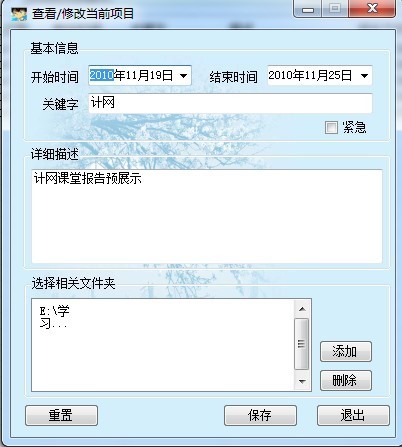 查看/修改当前项目
基本信息
开始时间 2010年11月19日 结束时间 2010年11月25日
关键字 计网
紧急
详细描述
计网课堂报告预展示
选择相关文件夹
E:\学
习...
添加
删除
重置 保存 退出